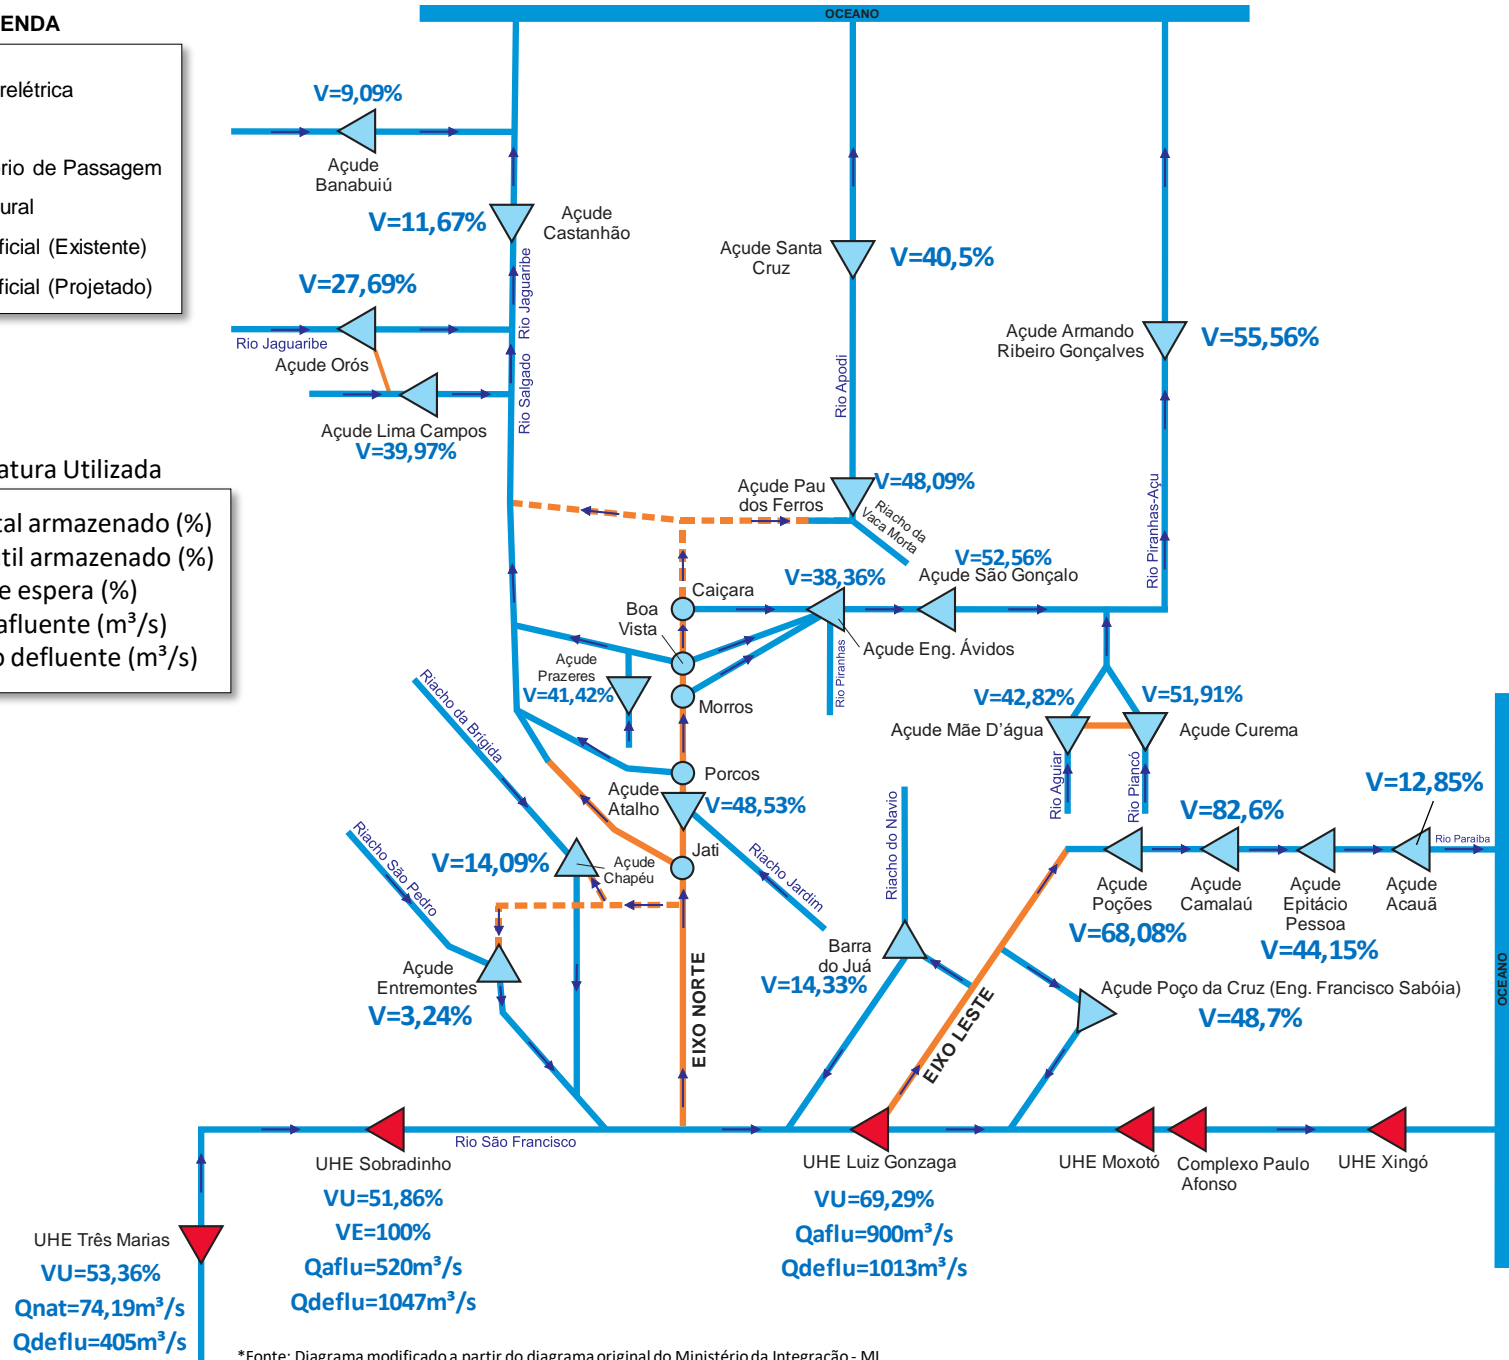 OCEANO
ENDA
relétrica
rio de Passagem
ural
ficial (Existente)
ficial (Projetado)
V=9,09%
Açude
Banabuiú
V=11,67%
Açude
Castanhão
V=27,69%
Rio Jaguaribe
Açude Orós
Rio Jaguaribe
Rio Salgado
Açude Lima Campos
V=39,97%
Açude Santa
Cruz
V=40,5%
Rio Apodi
Açude Armando
Ribeiro Gonçalves
V=55,56%
Rio Piranhas-Açu
atura Utilizada
tal armazenado (%)
útil armazenado (%)
e espera (%)
afluente (m³/s)
o defluente (m³/s)
Açude Pau
dos Ferros
V=48,09%
Riacho da
Vaca Morta
V=52,56%
Açude São Gonçalo
V=38,36%
Caiçara
Boa
Vista
Açude Eng. Ávidos
Rio Piranhas
Açude
Prazeres
V=41,42%
Morros
Riacho da Brígida
Porcos
Açude
Atalho
V=48,53%
Jati
Riacho Jardim
V=42,82%
Açude Mãe D'água
V=51,91%
Açude Curema
Rio Aguiar
Rio Piancó
V=12,85%
V=82,6%
Rio Paraiba
Riacho São Pedro
V=14,09%
Açude
Chapéu
Riacho do Navio
Açude
Poções
V=68,08%
Açude
Camalaú
Açude
Epitácio
Pessoa
V=44,15%
Açude
Acauã
Açude
Entremontes
V=3,24%
EIXO NORTE
Barra
do Juá
V=14,33%
EIXO LESTE
Açude Poço da Cruz (Eng. Francisco Sabóia)
V=48,7%
OCEANO
Rio São Francisco
UHE Sobradinho
VU=51,86%
VE=100%
Qaflu=520m³/s
Qdeflu=1047m³/s
UHE Luiz Gonzaga
VU=69,29%
Qaflu=900m³/s
Qdeflu=1013m³/s
UHE Moxotó
Complexo Paulo
Afonso
UHE Xingó
UHE Três Marias
VU=53,36%
Qnat=74,19m³/s
Qdeflu=405m³/s
*Fonte: Diagrama modificado a partir do diagrama original do Ministério da Integração - MI